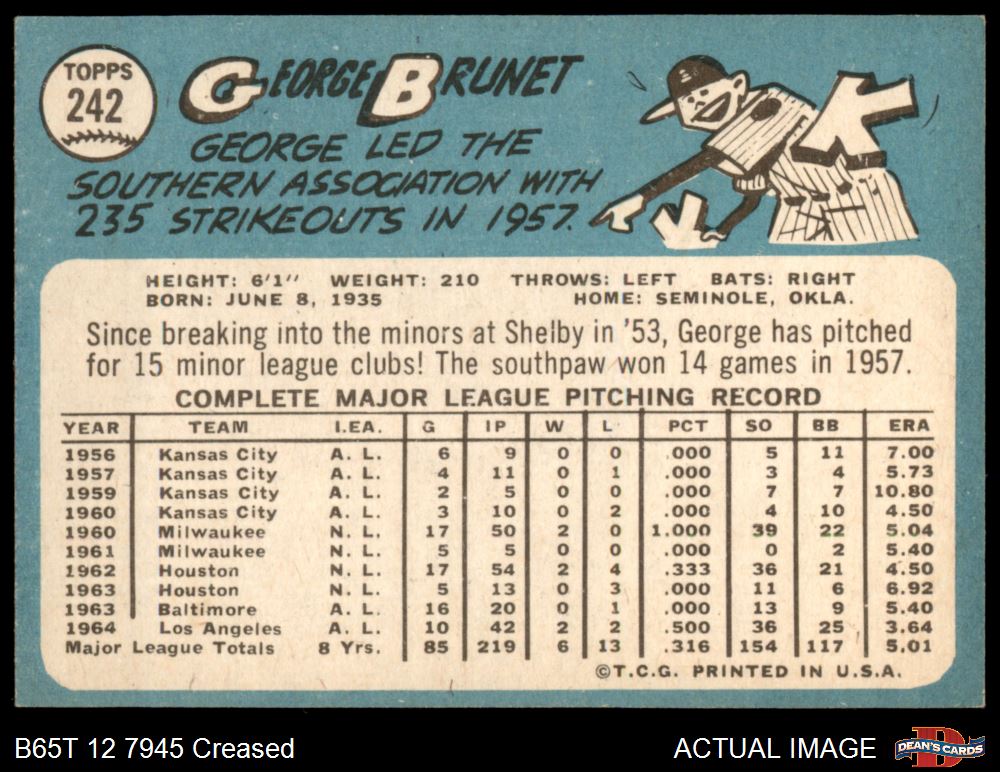 TOPPS
242
GEORGE BRUNET
GEORGE LED THE
SOUTHERN ASSOCIATION WITH
235 STRIKEOUTS IN 1957.
HEIGHT: 6'1" WEIGHT: 210 THROWS: LEFT BATS: RIGHT
BORN: JUNE 8, 1935 HOME: SEMINOLE, OKLA.
Since breaking into the minors at Shelby in '53, George has pitched
for 15 minor league clubs! The southpaw won 14 games in 1957.
COMPLETE MAJOR LEAGUE PITCHING RECORD
YEAR TEAM LEA. G IP W L PCT SO BB ERA
1956 Kansas City A. L. 6 9 0 0 .000 5 11 7.00
1957 Kansas City A. L. 4 11 0 1 .000 3 4 5.73
1959 Kansas City A. L. 2 5 0 0 .000 7 7 10.80
1960 Kansas City A. L. 3 10 0 2 .000 4 10 4.50
1960 Milwaukee N. L. 17 50 2 0 1.000 39 22 5.04
1961 Milwaukee N. L. 5 5 0 0 .000 0 2 5.40
1962 Houston N. L. 17 54 2 4 .333 36 21 4.50
1963 Houston N. L. 5 13 0 3 .000 11 6 6.92
1963 Baltimore A. L. 16 20 0 1 .000 13 9 5.40
1964 Los Angeles A. L. 10 42 2 2 .500 36 25 3.64
Major League Totals 8 Yrs. 85 219 6 13 .316 154 117 5.01
©T.C.G. PRINTED IN U.S.A.
B65T 12 7945 Creased ACTUAL IMAGE DEAN'S CARDS